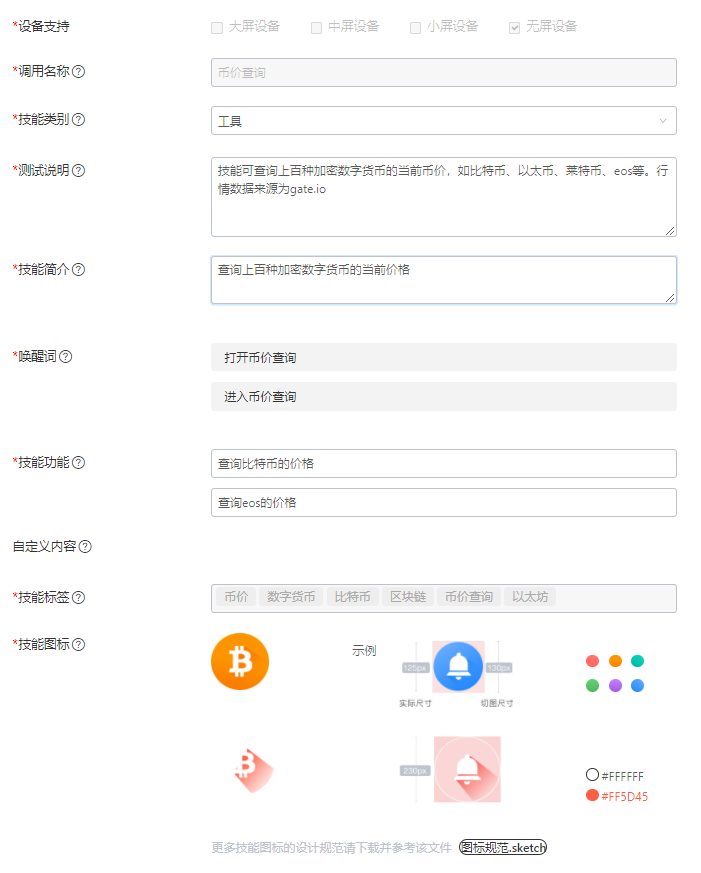 *设备支持 大屏设备 中屏设备 小屏设备 无屏设备
*调用名称? 币价查询
*技能类别? 工具
*测试说明? 技能可查询上百种加密数字货币的当前币价，如比特币、以太币、莱特币、eos等。行
情数据来源为gate.io
*技能简介? 查询上百种加密数字货币的当前价格
*唤醒词? 打开币价查询
进入币价查询
*技能功能? 查询比特币的价格
查询eos的价格
自定义内容?
*技能标签? 币价 数字货币 比特币 区块链 币价查询 以太坊
*技能图标? 示例
125px 130px
实际尺寸 切图尺寸
230px
#FFFFFF
#FF5D45
更多技能图标的设计规范请下载并参考该文件 图标规范.sketch